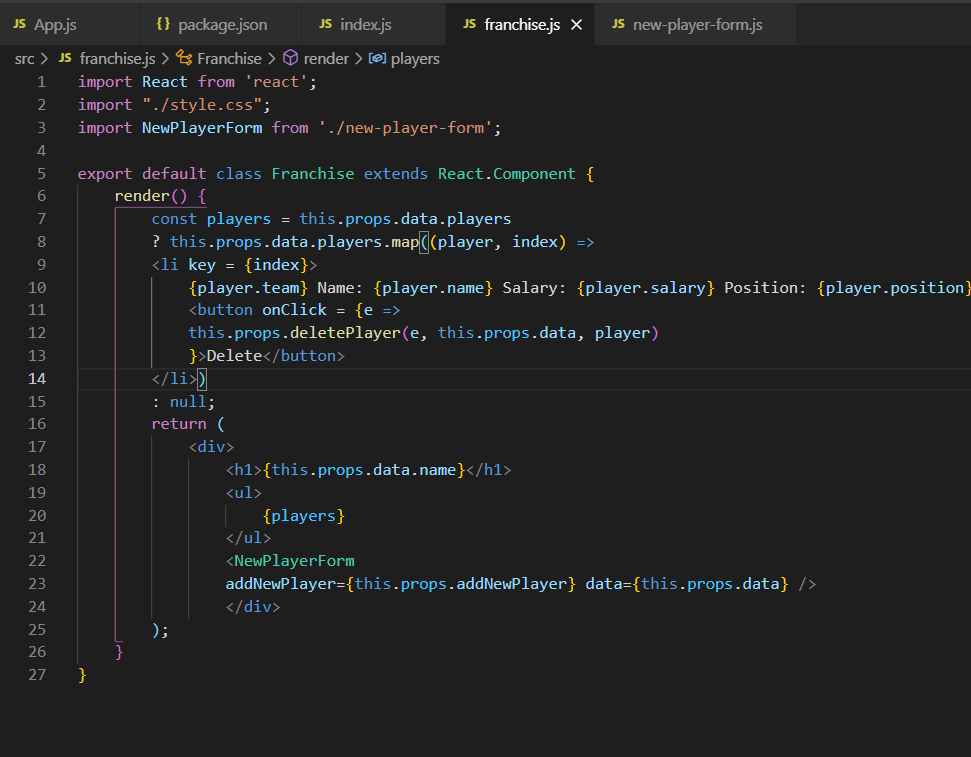 JS App.js {} package.json JS index.js JS franchise.js × JS new-player-form.js
src > JS franchise.js > Franchise > render > players
1 import React from 'react';
2 import "./style.css";
3 import NewPlayerForm from './new-player-form';
4
5 export default class Franchise extends React.Component {
6 render() {
7 const players = this.props.data.players
8 ? this.props.data.players.map((player, index) =>
9 <li key = {index}>
10 {player.team} Name: {player.name} Salary: {player.salary} Position: {player.position}
11 <button onClick = {e =>
12 this.props.deletePlayer(e, this.props.data, player)
13 }>Delete</button>
14 </li>)
15 : null;
16 return (
17 <div>
18 <h1>{this.props.data.name}</h1>
19 <ul>
20 {players}
21 </ul>
22 <NewPlayerForm
23 addNewPlayer={this.props.addNewPlayer} data={this.props.data} />
24 </div>
25 );
26 }
27 }